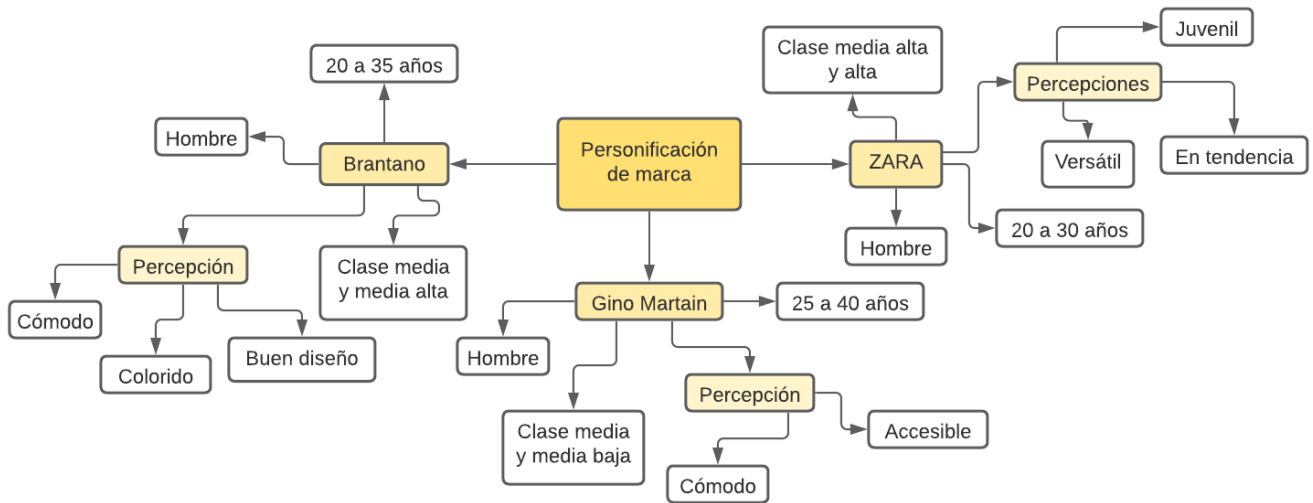 Juvenil
Clase media alta
y alta
20 a 35 años
Percepciones
Hombre
Personificación
de marca
Brantano
ZARA
Versátil
En tendencia
20 a 30 años
Hombre
Percepción
Clase media
y media alta
Gino Martain
25 a 40 años
Cómodo
Colorido
Buen diseño
Hombre
Percepción
Clase media
y media baja
Accesible
Cómodo